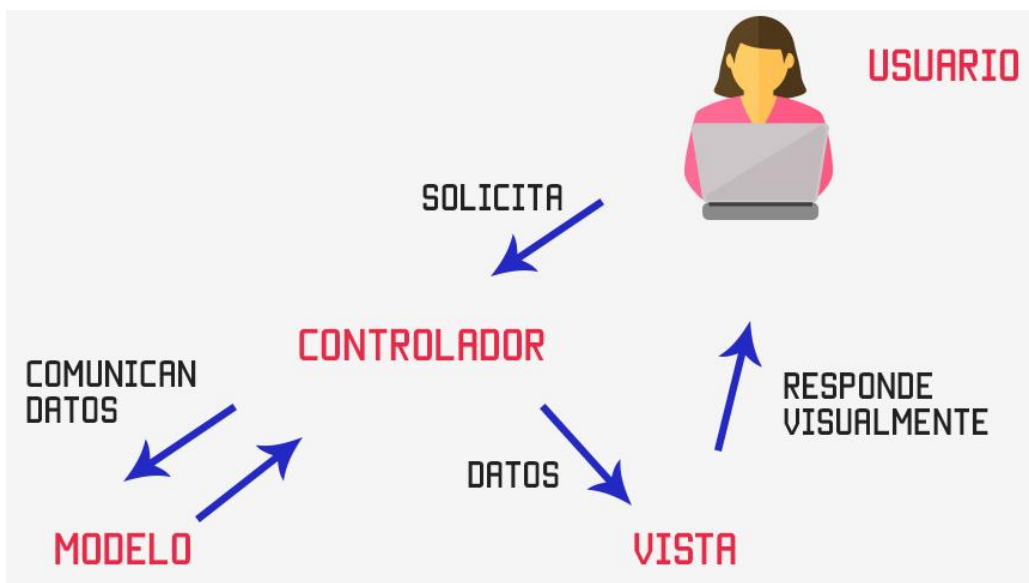 USUARIO
SOLICITA
CONTROLADOR
COMUNICAN
DATOS
RESPONDE
VISUALMENTE
DATOS
MODELO
VISTA